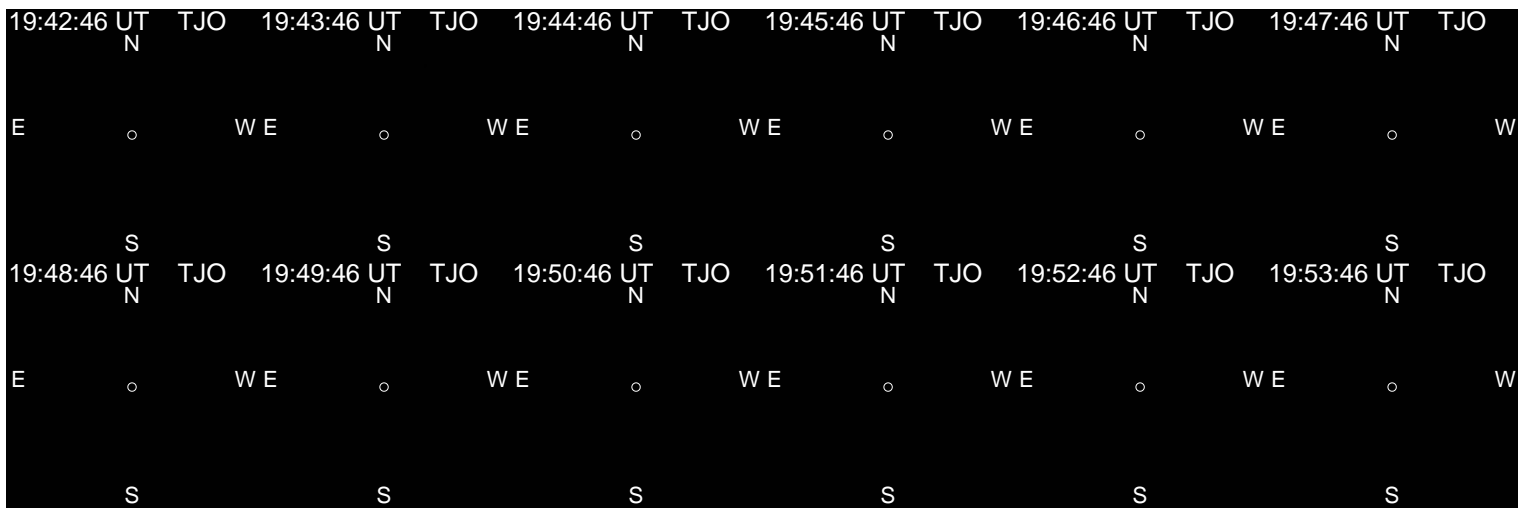 19:42:46 UT TJO 19:43:46 UT TJO 19:44:46 UT TJO 19:45:46 UT TJO 19:46:46 UT TJO 19:47:46 UT TJO
N N N N N N
E W E W E W E W E W E W
S S S S S S
19:48:46 UT TJO 19:49:46 UT TJO 19:50:46 UT TJO 19:51:46 UT TJO 19:52:46 UT TJO 19:53:46 UT TJO
N N N N N N
E W E W E W E W E W E W
S S S S S S